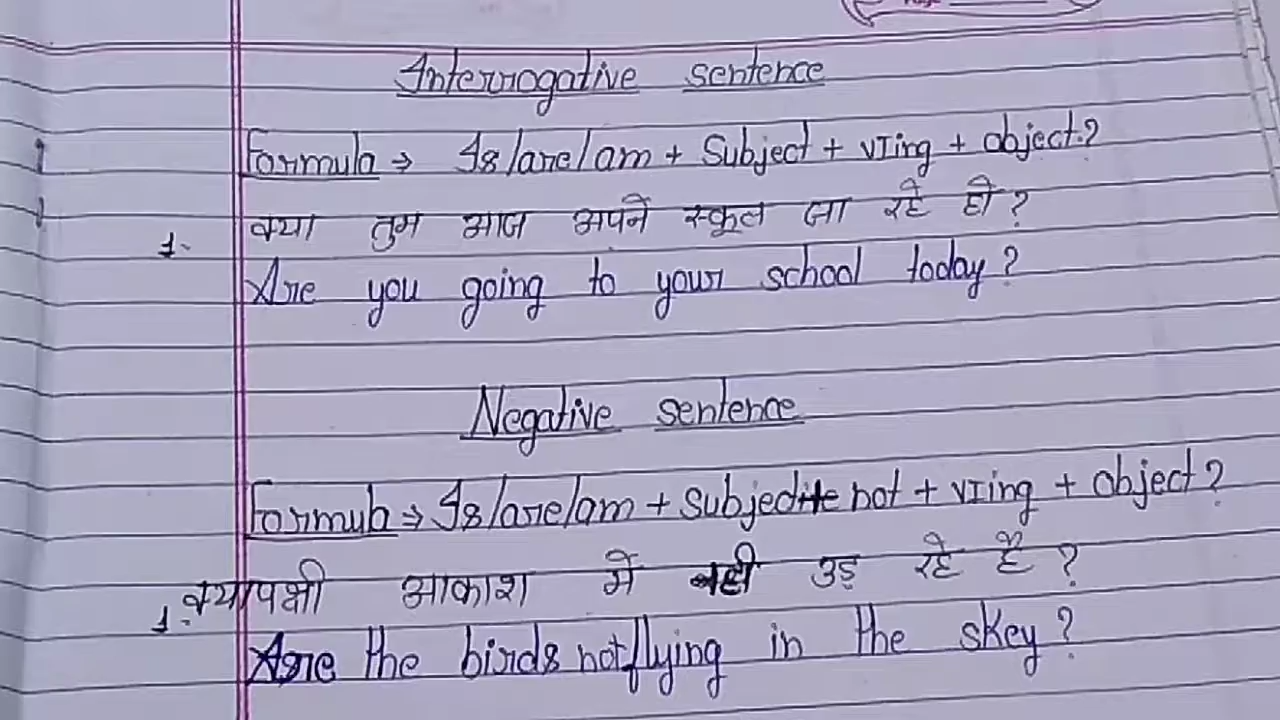 Interrogative sentence
Formula → Is/are/am + Subject + VIing + object.?
क्या तुम आज अपने स्कूल जा रहे हो ?
1.
Are you going to your school today ?
Negative sentence
Formula → Is/are/am + Subject + not + VIing + object ?
क्या पक्षी आकाश में नही उड़ रहे हैं ?
1.
Are the birds not flying in the skey ?